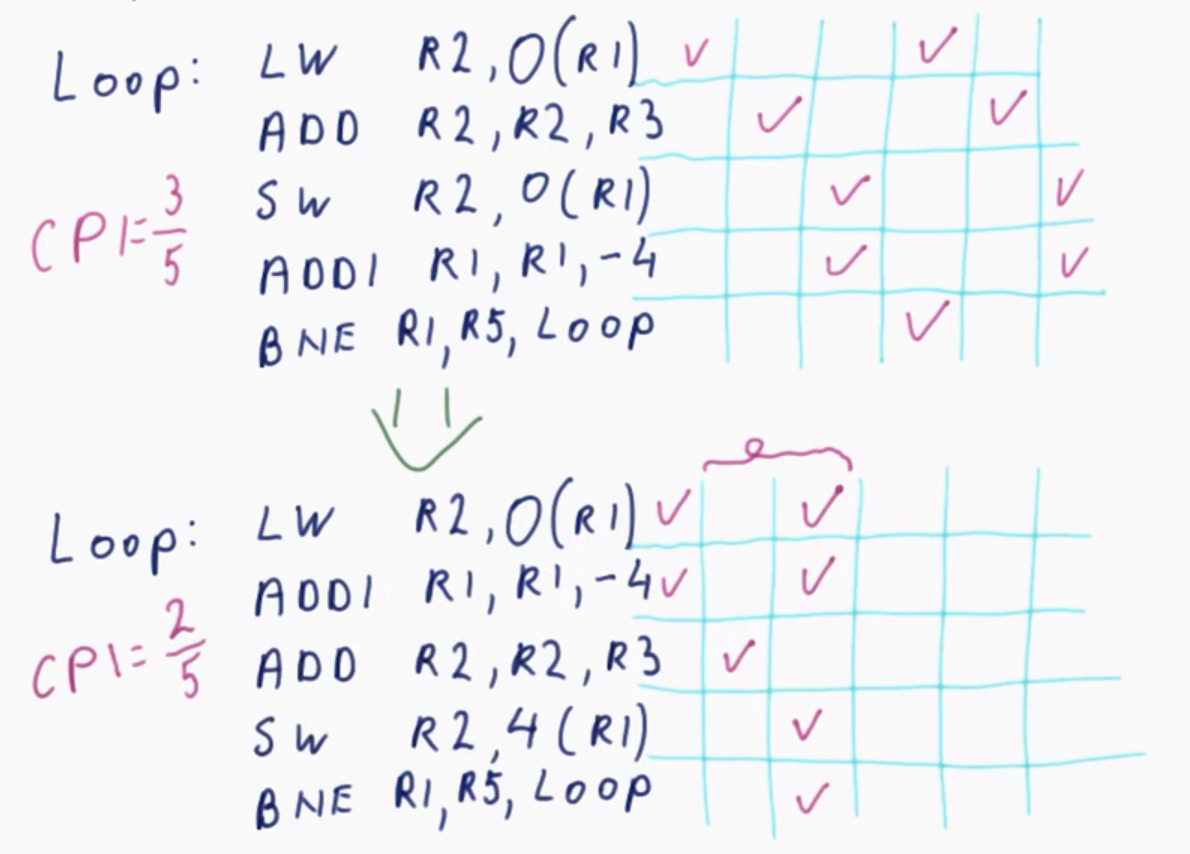 Loop: LW R2,0(R1) ✓ ✓
ADD R2,R2,R3 ✓ ✓
SW R2,0(R1) ✓ ✓
CPI=3/5
ADDI R1,R1,-4 ✓ ✓
BNE R1,R5,Loop ✓
Loop: LW R2,0(R1) ✓ ✓
ADDI R1,R1,-4 ✓ ✓
CPI=2/5
ADD R2,R2,R3 ✓
SW R2,4(R1) ✓
BNE R1,R5,Loop ✓